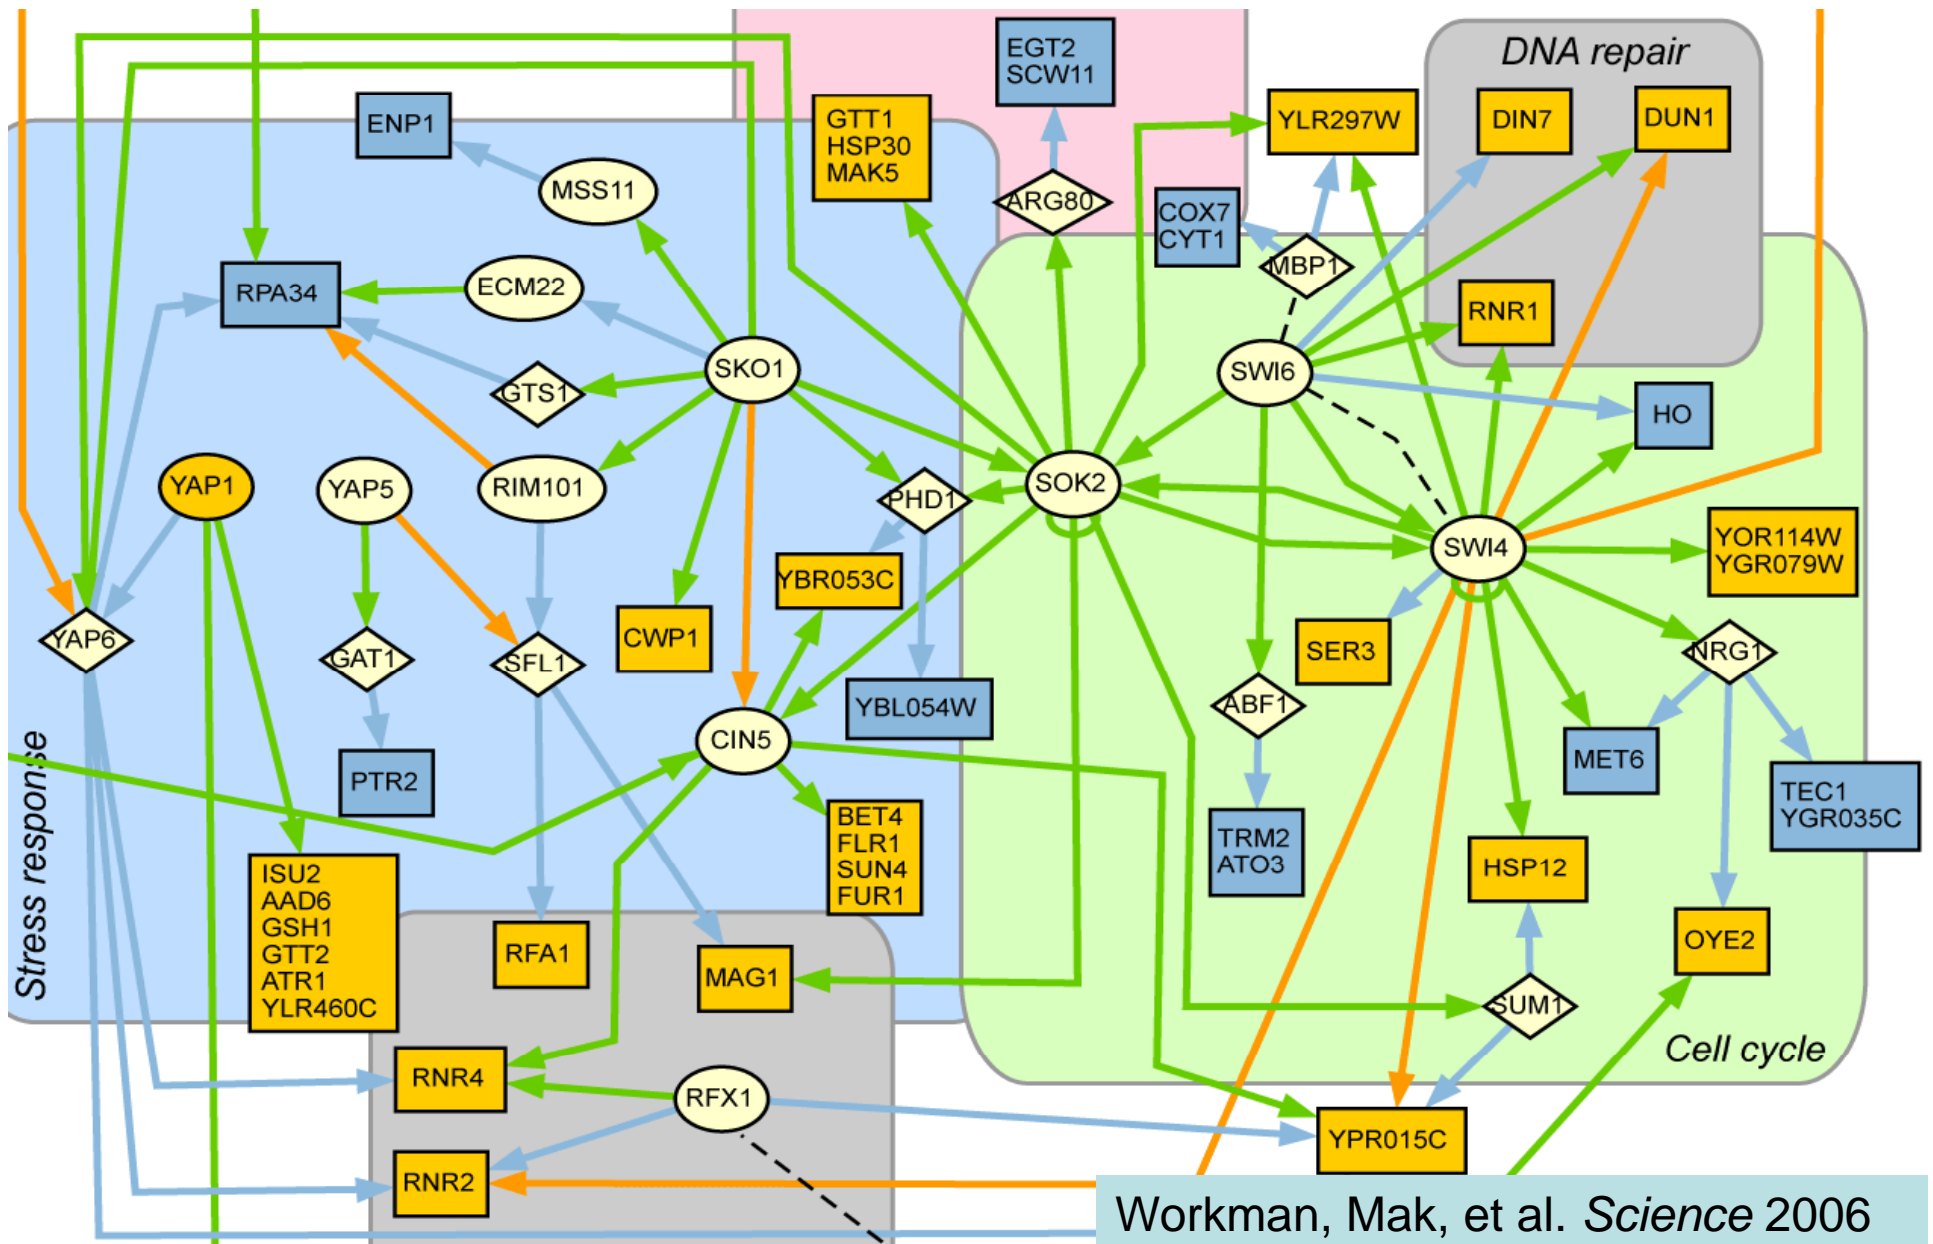 EGT2
SCW11
DNA repair
ENP1
GTT1
HSP30
MAK5
YLR297W
DIN7
DUN1
MSS11
ARG80
COX7
CYT1
MBP1
RPA34
ECM22
RNR1
SKO1
SWI6
GTS1
HO
YAP1
YAP5
RIM101
PHD1
SOK2
SWI4
YOR114W
YGR079W
YBR053C
YAP6
GAT1
SFL1
CWP1
SER3
NRG1
ABF1
YBL054W
CIN5
PTR2
MET6
TEC1
YGR035C
BET4
FLR1
SUN4
FUR1
TRM2
ATO3
HSP12
Stress response
ISU2
AAD6
GSH1
GTT2
ATR1
YLR460C
RFA1
MAG1
OYE2
SUM1
Cell cycle
RNR4
RFX1
YPR015C
RNR2
Workman, Mak, et al. Science 2006